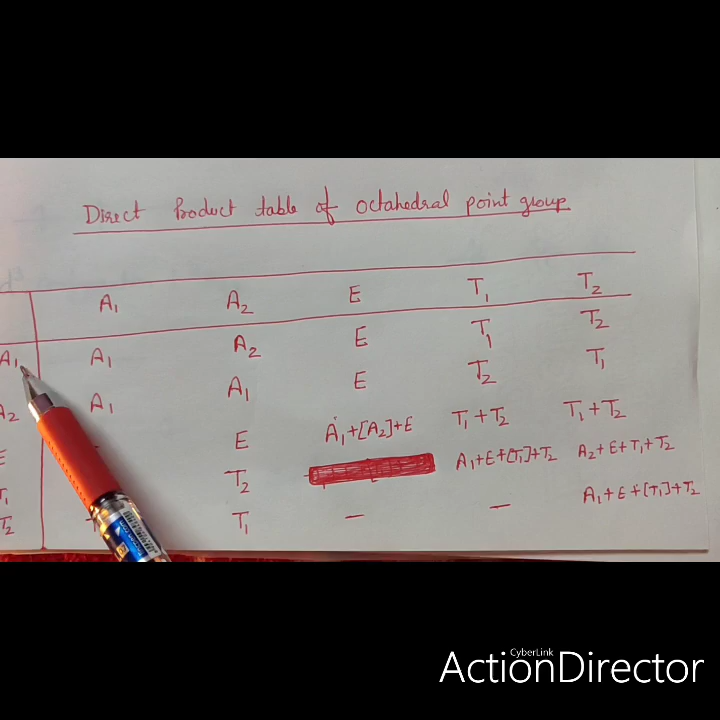 Direct Product table of octahedral point group
A1 A2 E T1 T2
A1 A1 A2 E T1 T2
A2 A1 A1 E T2 T1
E E A1+[A2]+E T1+T2 T1+T2
T1 T2 A1+E+[T1]+T2 A2+E+T1+T2
T2 T1 — — A1+E+[T1]+T2
CyberLink
ActionDirector